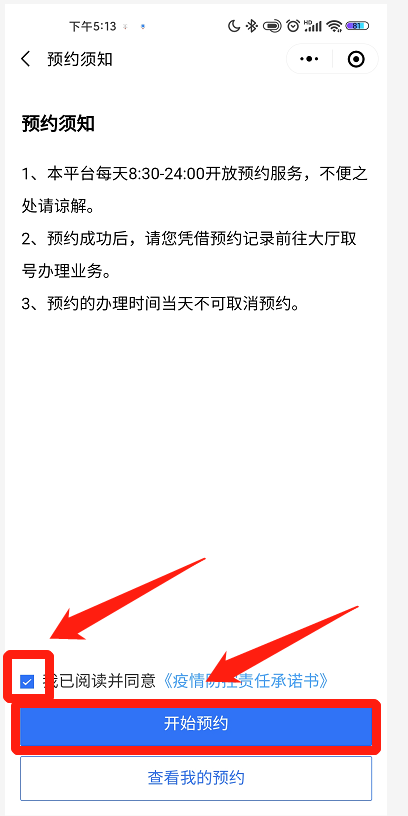 下午5:13
HD
81
预约须知
预约须知
1、本平台每天8:30-24:00开放预约服务，不便之
处请谅解。
2、预约成功后，请您凭借预约记录前往大厅取
号办理业务。
3、预约的办理时间当天不可取消预约。
我已阅读并同意《疫情防控责任承诺书》
开始预约
查看我的预约